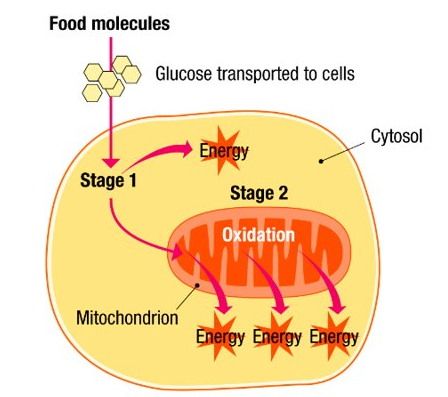 Food molecules
Glucose transported to cells
Cytosol
Energy
Stage 1
Stage 2
Oxidation
Mitochondrion
Energy Energy Energy